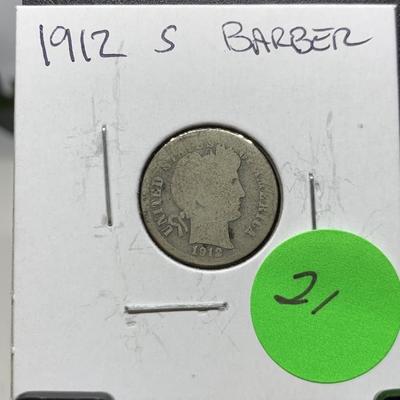 1912 S BARBER
UNITED STATES OF AMERICA
1912
21